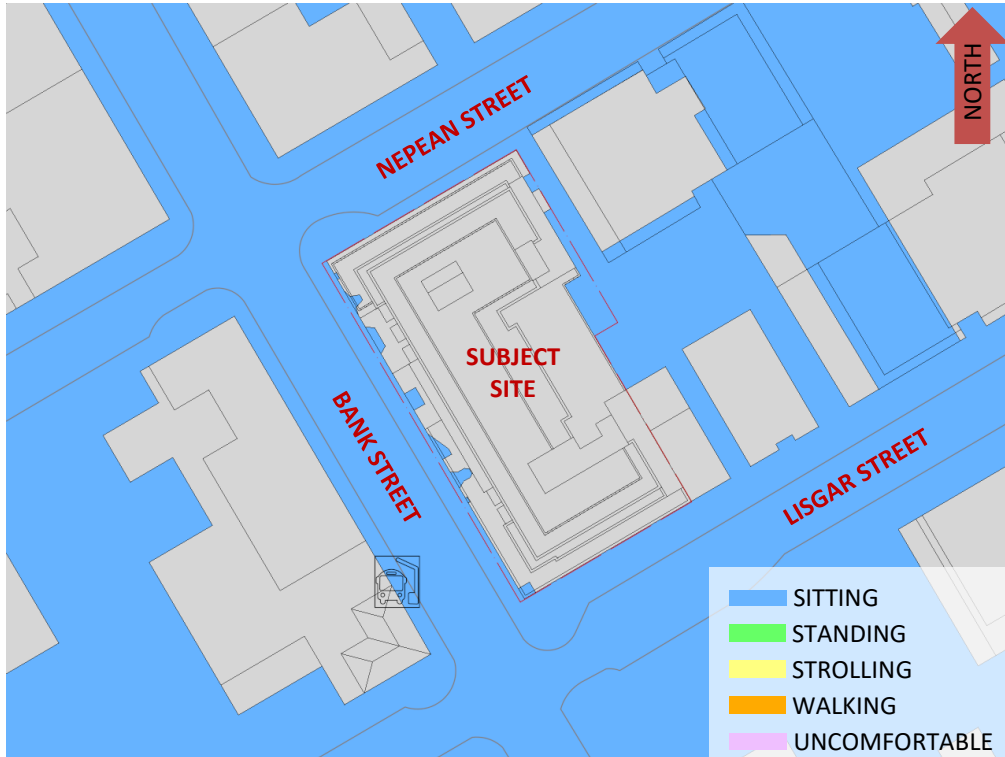 NORTH
NEPEAN STREET
SUBJECT
SITE
BANK STREET
LISGAR STREET
SITTING
STANDING
STROLLING
WALKING
UNCOMFORTABLE